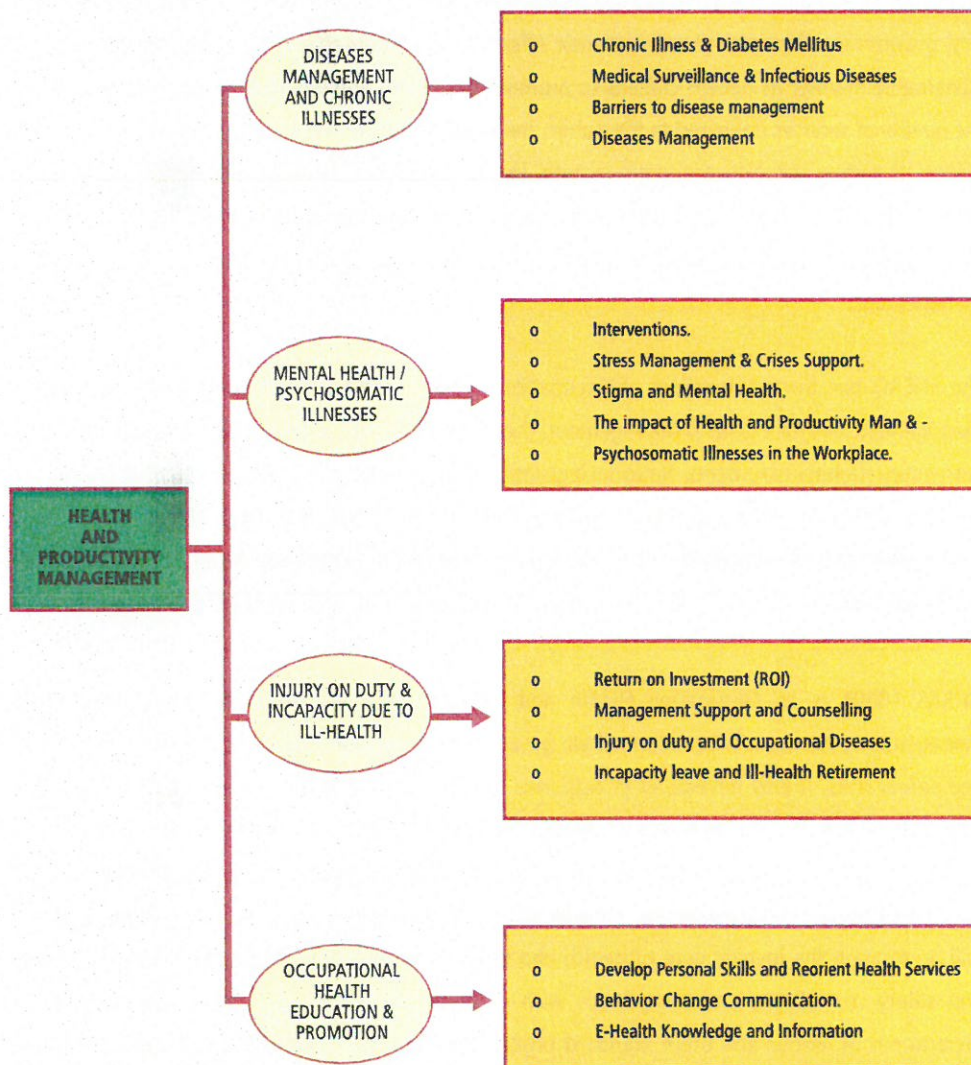 DISEASES
MANAGEMENT
AND CHRONIC
ILLNESSES
o Chronic Illness & Diabetes Mellitus
o Medical Surveillance & Infectious Diseases
o Barriers to disease management
o Diseases Management
MENTAL HEALTH /
PSYCHOSOMATIC
ILLNESSES
o Interventions.
o Stress Management & Crises Support.
o Stigma and Mental Health.
o The impact of Health and Productivity Man & -
o Psychosomatic Illnesses in the Workplace.
HEALTH
AND
PRODUCTIVITY
MANAGEMENT
INJURY ON DUTY &
INCAPACITY DUE TO
ILL-HEALTH
o Return on Investment (ROI)
o Management Support and Counselling
o Injury on duty and Occupational Diseases
o Incapacity leave and Ill-Health Retirement
OCCUPATIONAL
HEALTH
EDUCATION &
PROMOTION
o Develop Personal Skills and Reorient Health Services
o Behavior Change Communication.
o E-Health Knowledge and Information